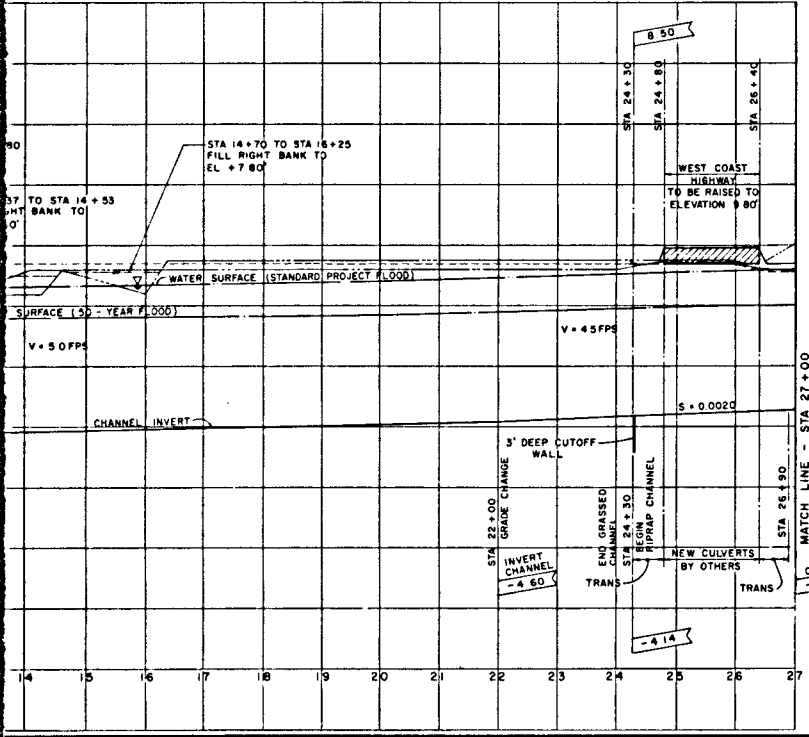 8 50
STA 24 + 30
STA 24 + 80
STA 26 + 40
80
STA 14 + 70 TO STA 16 + 25
FILL RIGHT BANK TO
EL + 7 80'
37 TO STA 14 + 53
HT BANK TO
0'
WEST COAST
HIGHWAY
TO BE RAISED TO
ELEVATION 9 80'
WATER SURFACE (STANDARD PROJECT FLOOD)
SURFACE (50 - YEAR FLOOD)
V = 5 0 FPS
V = 4 5 FPS
S = 0.0020
CHANNEL INVERT
3' DEEP CUTOFF
WALL
STA 22 + 00
GRADE CHANGE
END GRASSED
CHANNEL
STA 24 + 30
BEGIN
RIPRAP CHANNEL
STA 26 + 90
MATCH LINE - STA 27 + 00
INVERT
CHANNEL
-4 60
NEW CULVERTS
BY OTHERS
TRANS
TRANS
-4 14
14 15 16 17 18 19 20 21 22 23 24 25 26 27